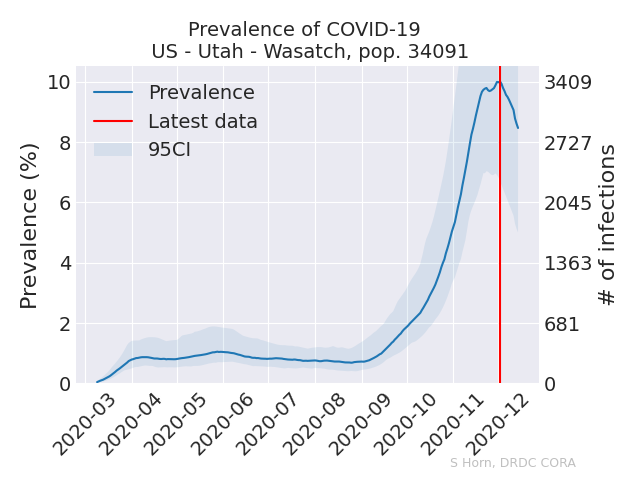 Prevalence of COVID-19
US - Utah - Wasatch, pop. 34091
Prevalence
Latest data
95CI
Prevalence (%)
10
8
6
4
2
0
3409
2727
2045
1363
681
0
# of infections
2020-03
2020-04
2020-05
2020-06
2020-07
2020-08
2020-09
2020-10
2020-11
2020-12
S Horn, DRDC CORA